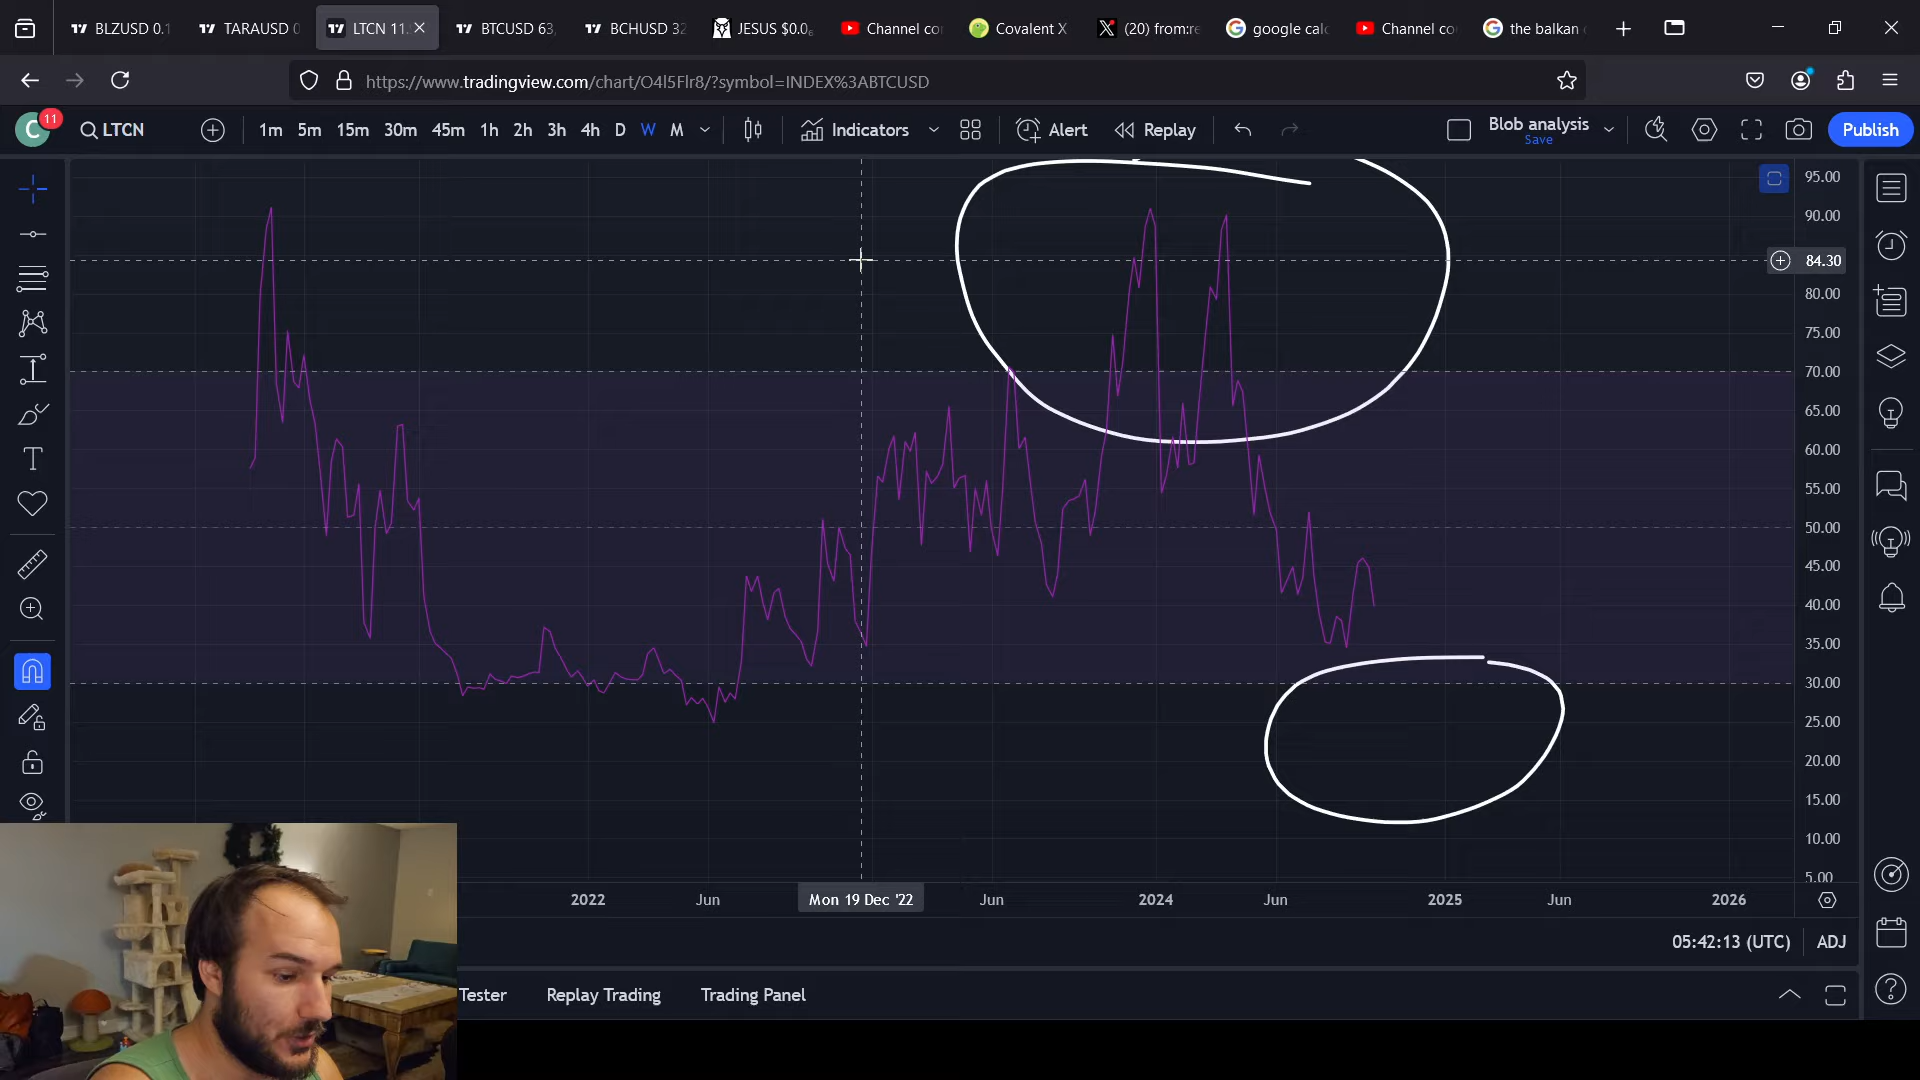 BLZUSD 0.1
TARAUSD 0
LTCN 11.
BTCUSD 63,
BCHUSD 32
JESUS $0.0₆
Channel co
Covalent X
(20) from:re
google cal
Channel co
the balkan
https://www.tradingview.com/chart/O4l5Flr8/?symbol=INDEX%3ABTCUSD
C 11
LTCN
1m 5m 15m 30m 45m 1h 2h 3h 4h D W M
Indicators
Alert
Replay
Blob analysis
Save
Publish
95.00
90.00
84.30
80.00
75.00
70.00
65.00
60.00
55.00
50.00
45.00
40.00
35.00
30.00
25.00
20.00
15.00
10.00
5.00
2022 Jun Mon 19 Dec '22 Jun 2024 Jun 2025 Jun 2026
05:42:13 (UTC) ADJ
Tester Replay Trading Trading Panel